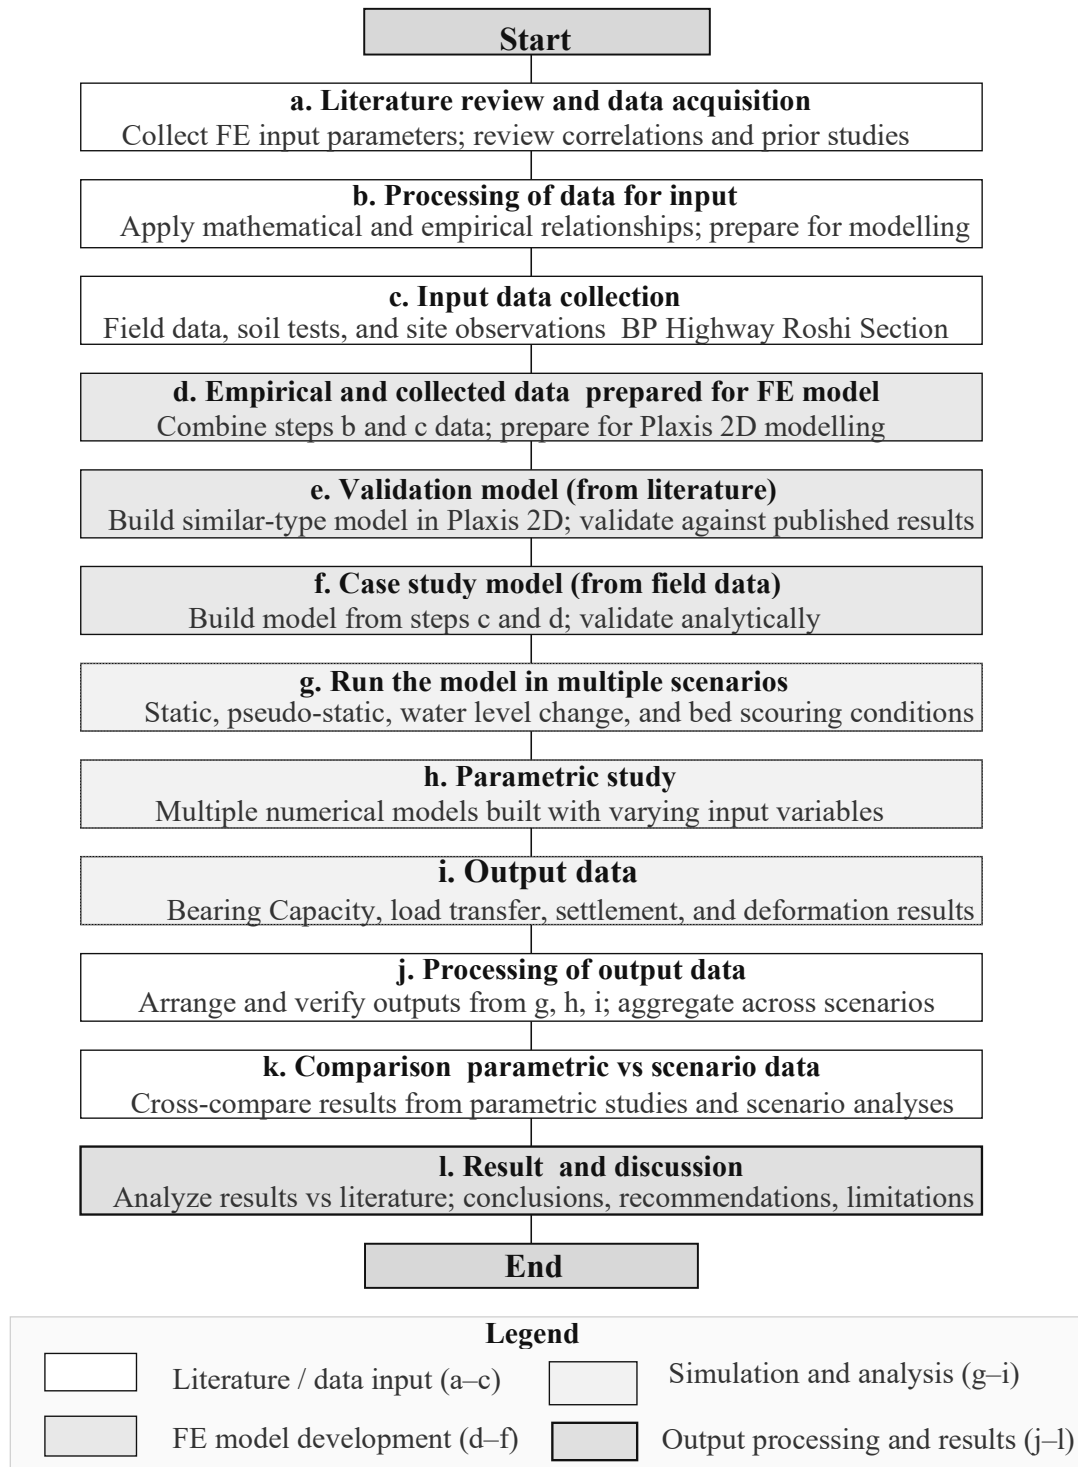 Start
a. Literature review and data acquisition
Collect FE input parameters; review correlations and prior studies
b. Processing of data for input
Apply mathematical and empirical relationships; prepare for modelling
c. Input data collection
Field data, soil tests, and site observations BP Highway Roshi Section
d. Empirical and collected data prepared for FE model
Combine steps b and c data; prepare for Plaxis 2D modelling
e. Validation model (from literature)
Build similar-type model in Plaxis 2D; validate against published results
f. Case study model (from field data)
Build model from steps c and d; validate analytically
g. Run the model in multiple scenarios
Static, pseudo-static, water level change, and bed scouring conditions
h. Parametric study
Multiple numerical models built with varying input variables
i. Output data
Bearing Capacity, load transfer, settlement, and deformation results
j. Processing of output data
Arrange and verify outputs from g, h, i; aggregate across scenarios
k. Comparison parametric vs scenario data
Cross-compare results from parametric studies and scenario analyses
l. Result and discussion
Analyze results vs literature; conclusions, recommendations, limitations
End
Legend
Literature / data input (a–c)
Simulation and analysis (g–i)
FE model development (d–f)
Output processing and results (j–l)